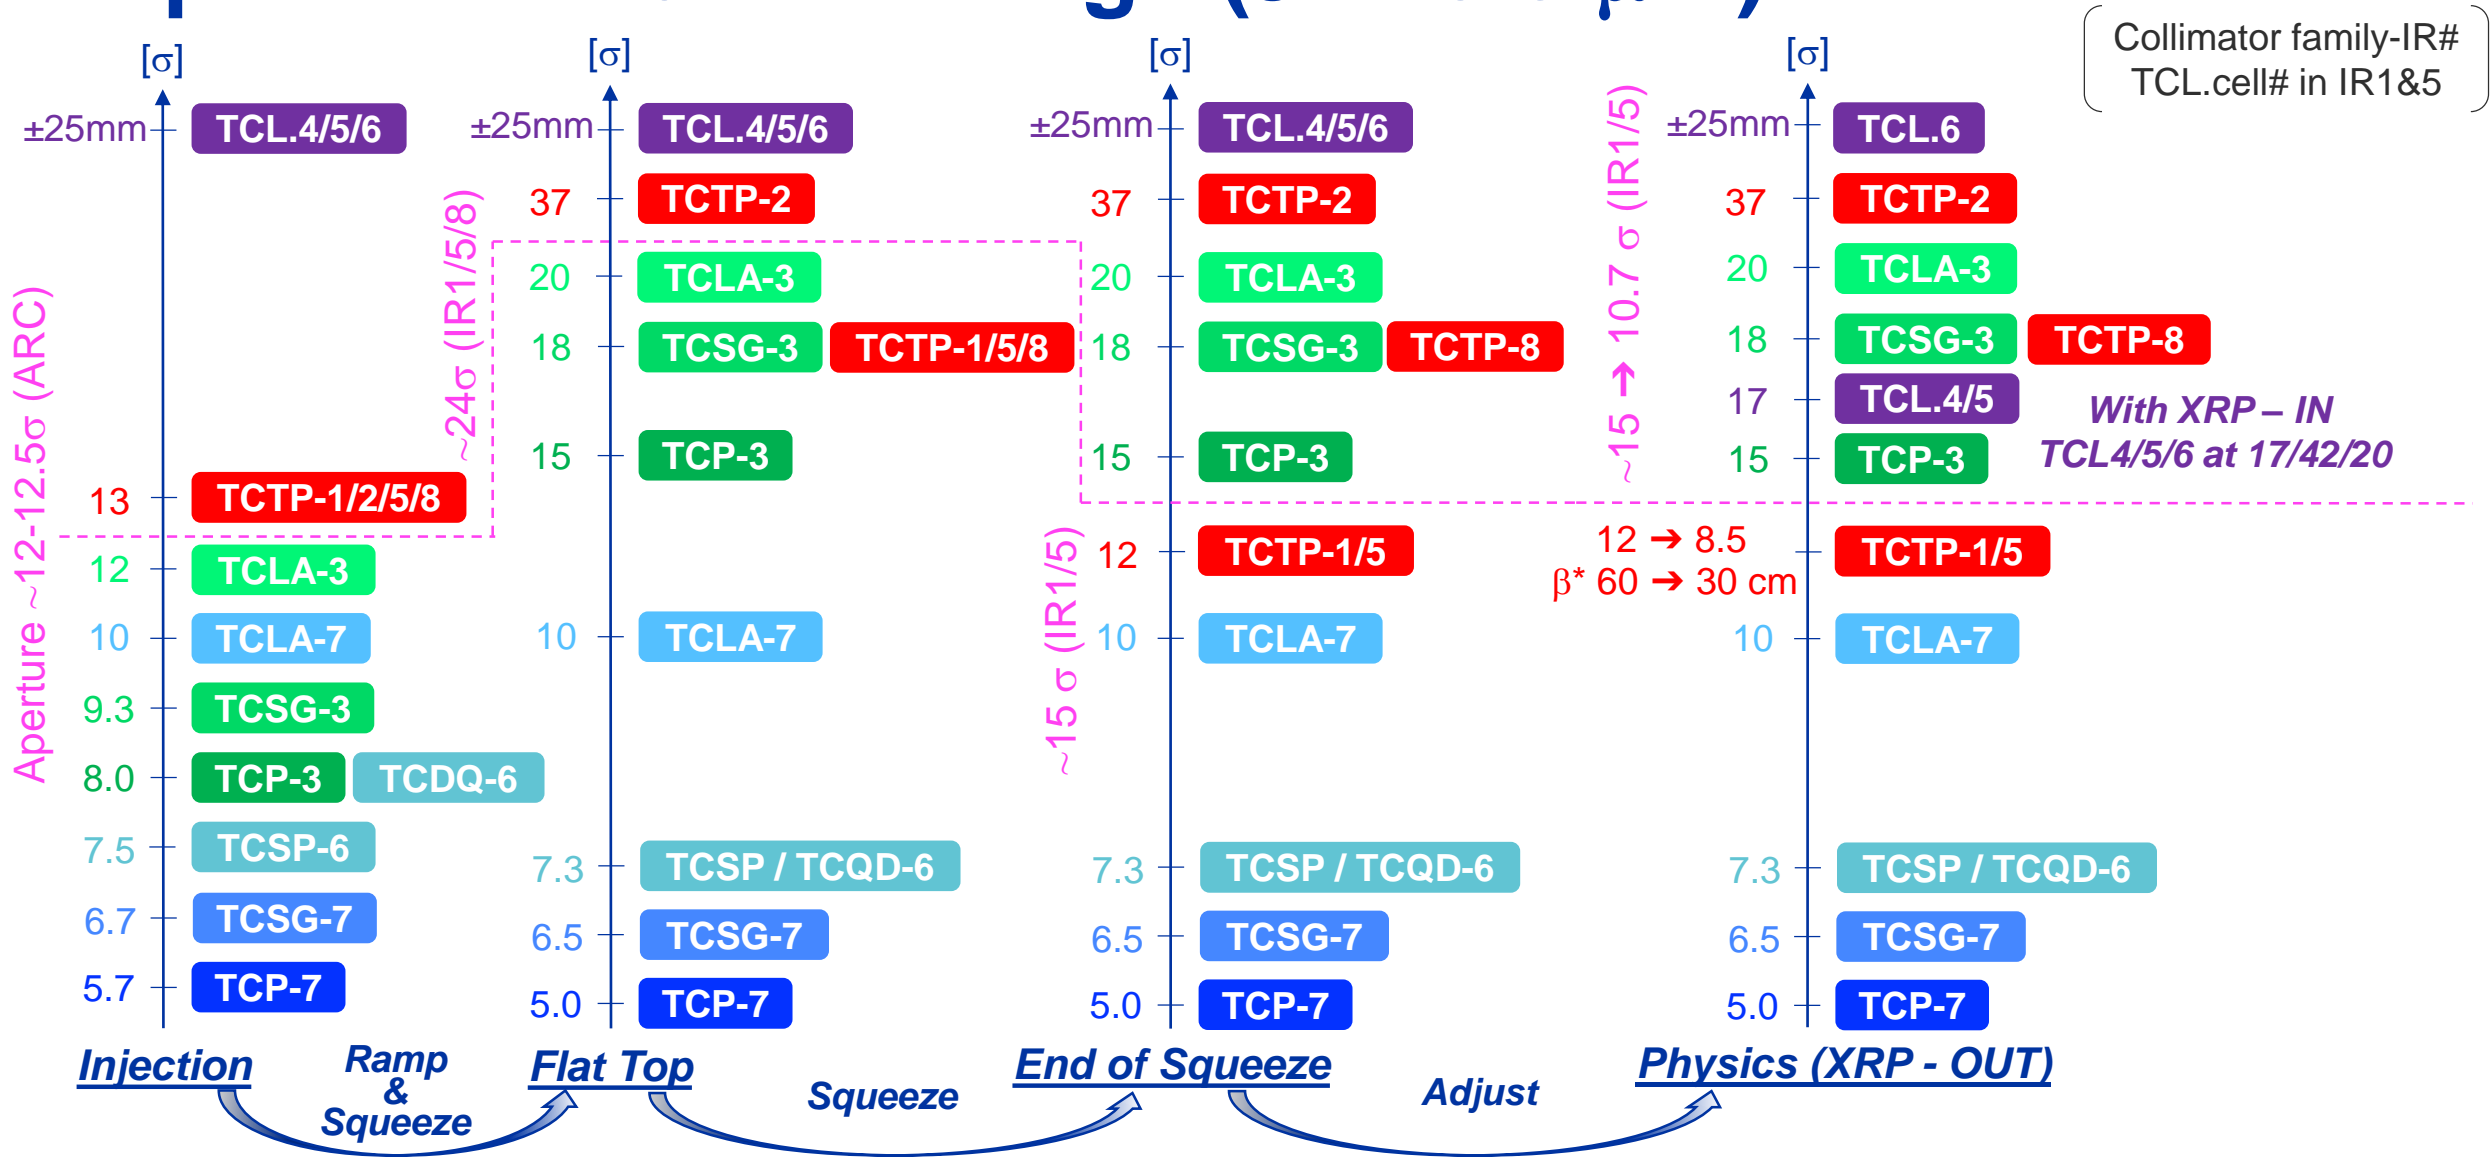 Collimator family-IR#
TCL.cell# in IR1&5
Aperture ~12-12.5σ (ARC)
[σ]
±25mm TCL.4/5/6
13 TCTP-1/2/5/8
12 TCLA-3
10 TCLA-7
9.3 TCSG-3
8.0 TCP-3 TCDQ-6
7.5 TCSP-6
6.7 TCSG-7
5.7 TCP-7
Injection
Ramp
&
Squeeze
~24σ (IR1/5/8)
[σ]
±25mm TCL.4/5/6
37 TCTP-2
20 TCLA-3
18 TCSG-3 TCTP-1/5/8
15 TCP-3
10 TCLA-7
7.3 TCSP / TCQD-6
6.5 TCSG-7
5.0 TCP-7
Flat Top
Squeeze
~15 σ (IR1/5)
[σ]
±25mm TCL.4/5/6
37 TCTP-2
20 TCLA-3
18 TCSG-3 TCTP-8
15 TCP-3
12 TCTP-1/5
10 TCLA-7
7.3 TCSP / TCQD-6
6.5 TCSG-7
5.0 TCP-7
End of Squeeze
Adjust
~15 ➔ 10.7 σ (IR1/5)
[σ]
±25mm TCL.6
37 TCTP-2
20 TCLA-3
18 TCSG-3 TCTP-8
17 TCL.4/5
With XRP – IN
TCL4/5/6 at 17/42/20
15 TCP-3
12 ➔ 8.5
β* 60 ➔ 30 cm
TCTP-1/5
10 TCLA-7
7.3 TCSP / TCQD-6
6.5 TCSG-7
5.0 TCP-7
Physics (XRP - OUT)